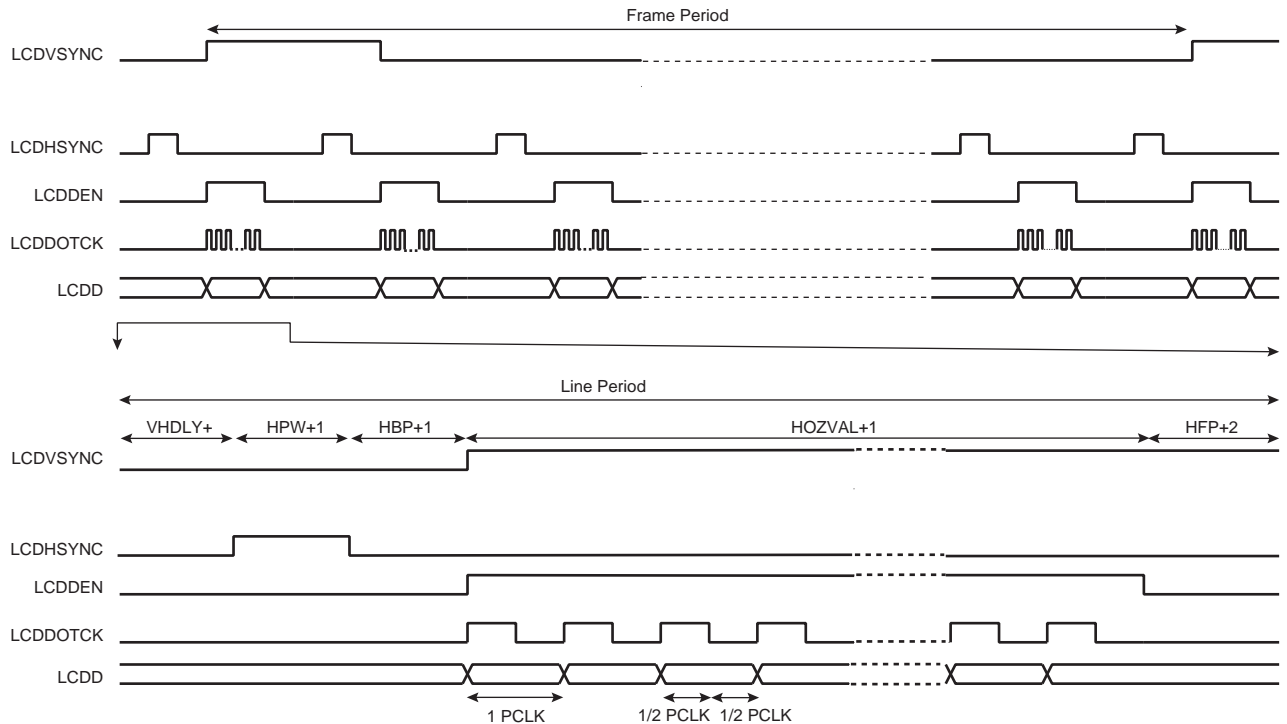 Frame Period
LCDVSYNC
LCDHSYNC
LCDDEN
LCDDOTCK
LCDD
Line Period
VHDLY+ HPW+1 HBP+1 HOZVAL+1 HFP+2
LCDVSYNC
LCDHSYNC
LCDDEN
LCDDOTCK
LCDD
1 PCLK 1/2 PCLK 1/2 PCLK